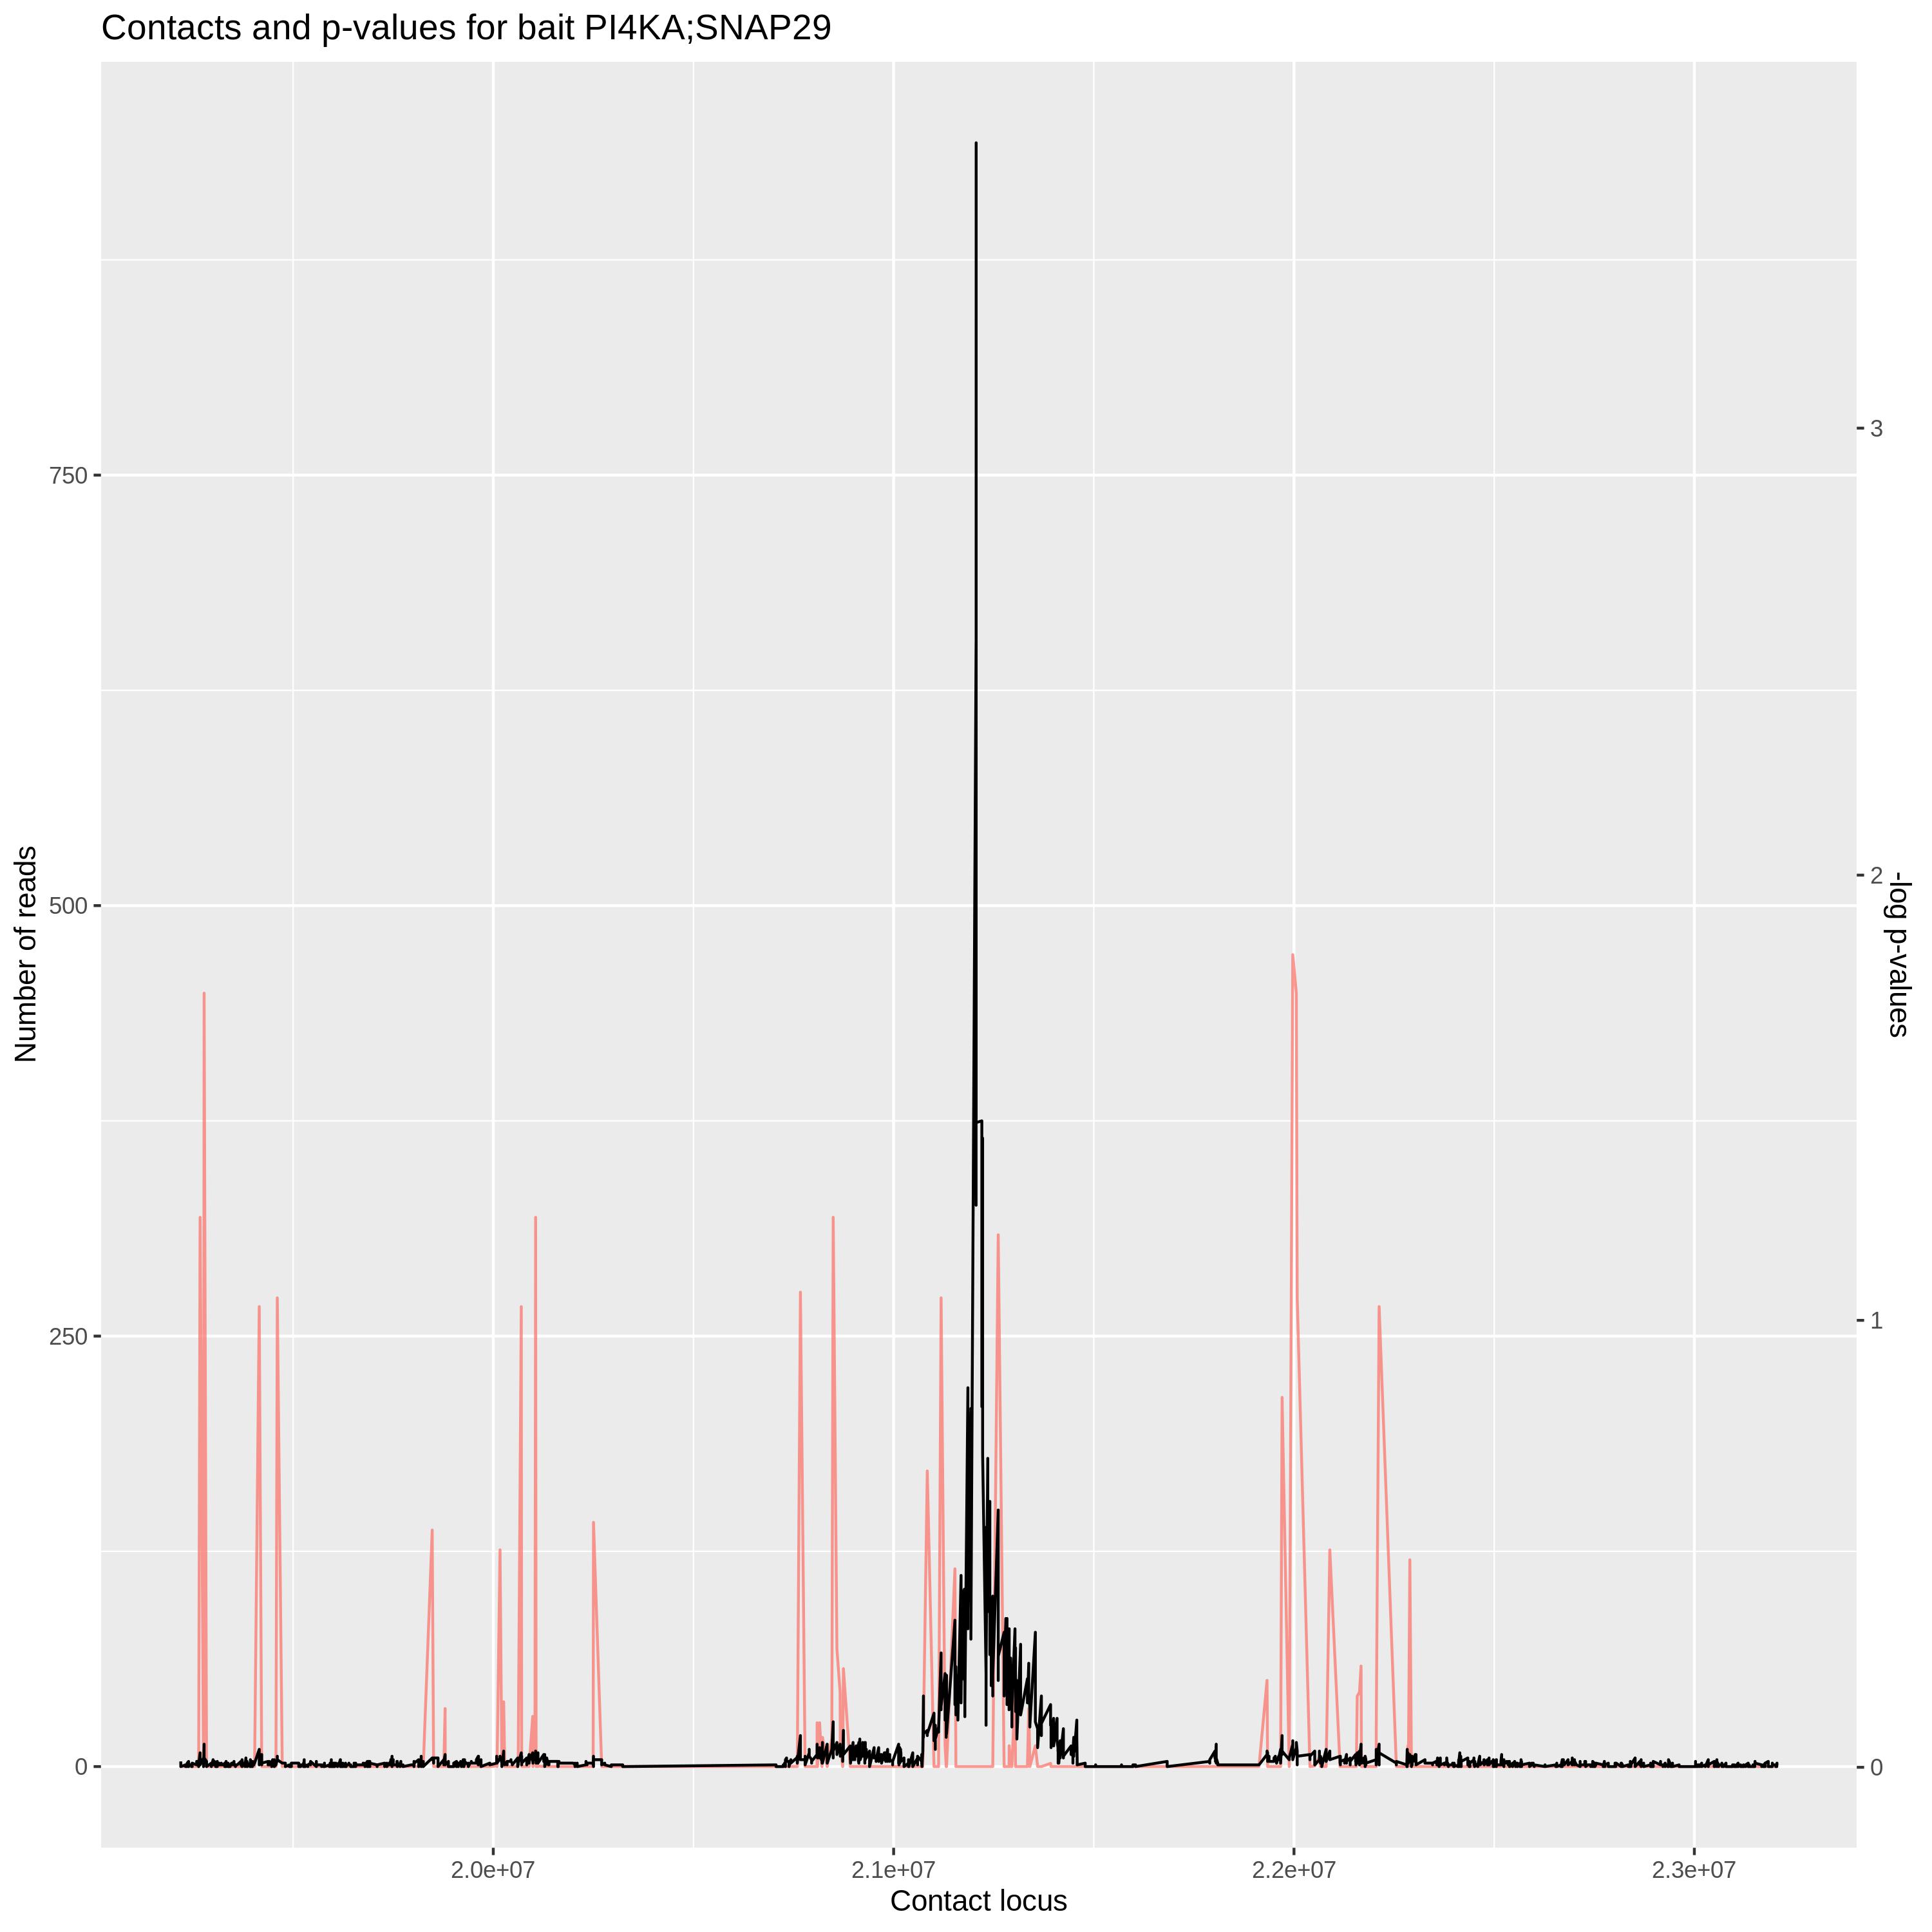 Contacts and p-values for bait PI4KA;SNAP29
Number of reads
750
500
250
0
3
2
1
0
-log p-values
2.0e+07
2.1e+07
2.2e+07
2.3e+07
Contact locus